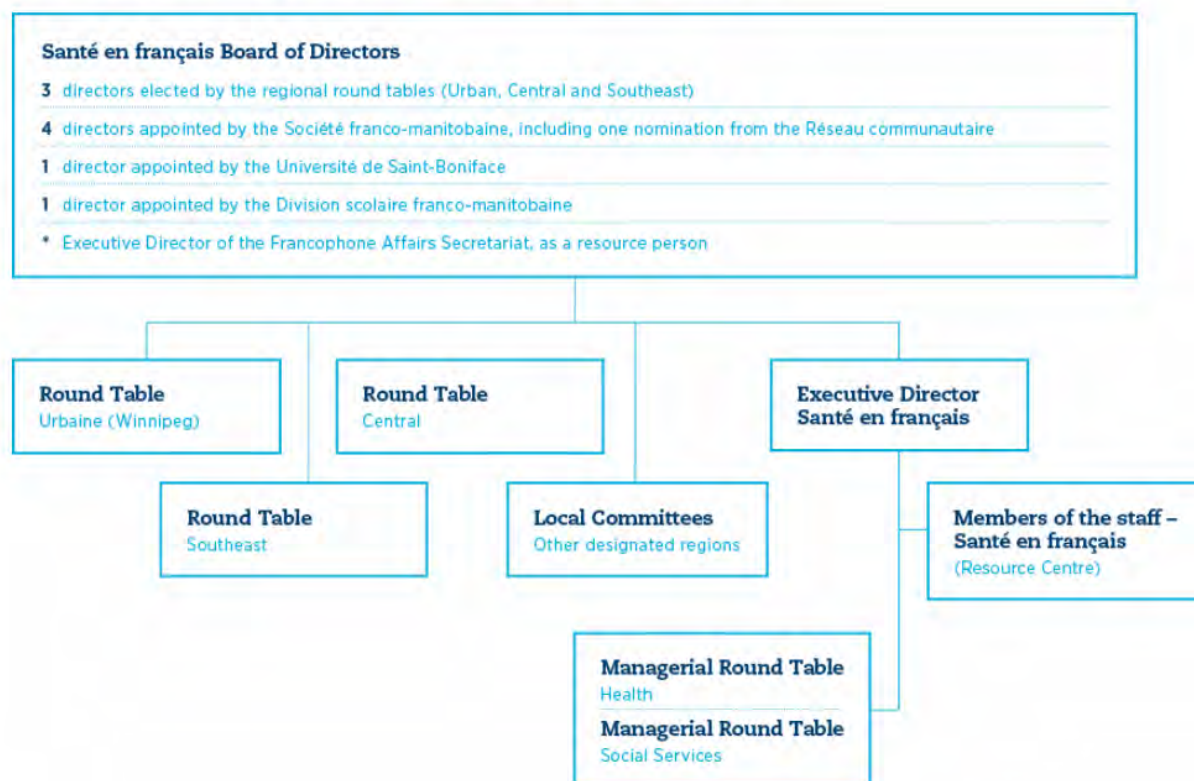 Santé en français Board of Directors
3 directors elected by the regional round tables (Urban, Central and Southeast)
4 directors appointed by the Société franco-manitobaine, including one nomination from the Réseau communautaire
1 director appointed by the Université de Saint-Boniface
1 director appointed by the Division scolaire franco-manitobaine
* Executive Director of the Francophone Affairs Secretariat, as a resource person
Round Table
Urbaine (Winnipeg)
Round Table
Central
Executive Director
Santé en français
Round Table
Southeast
Local Committees
Other designated regions
Members of the staff –
Santé en français
(Resource Centre)
Managerial Round Table
Health
Managerial Round Table
Social Services